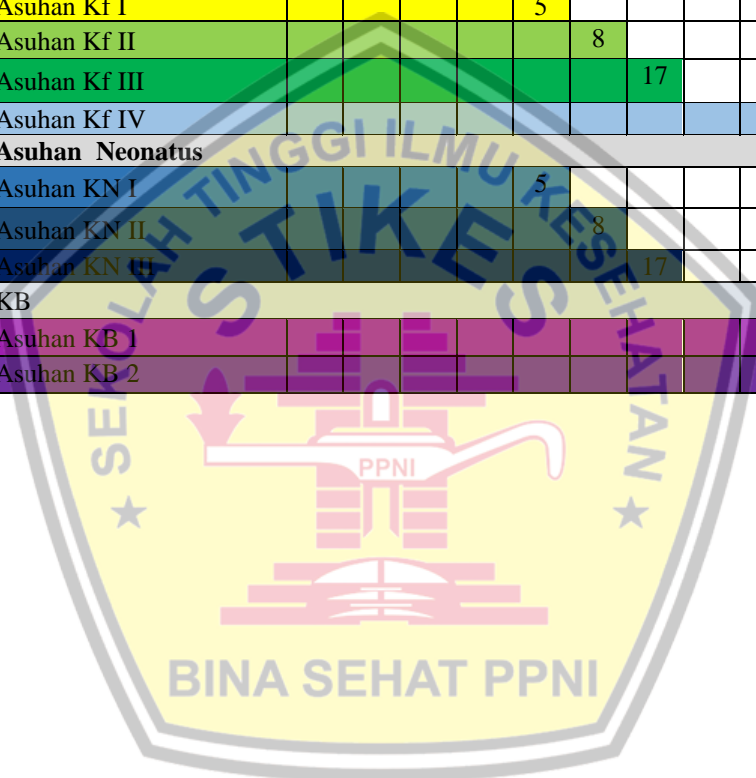 Asuhan Kf I 5
Asuhan Kf II 8
Asuhan Kf III 17
Asuhan Kf IV
Asuhan Neonatus
Asuhan KN I 5
Asuhan KN II 8
Asuhan KN III 17
KB
Asuhan KB 1
Asuhan KB 2
SEKOLAH TINGGI ILMU KESEHATAN
STIKES
PPNI
BINA SEHAT PPNI